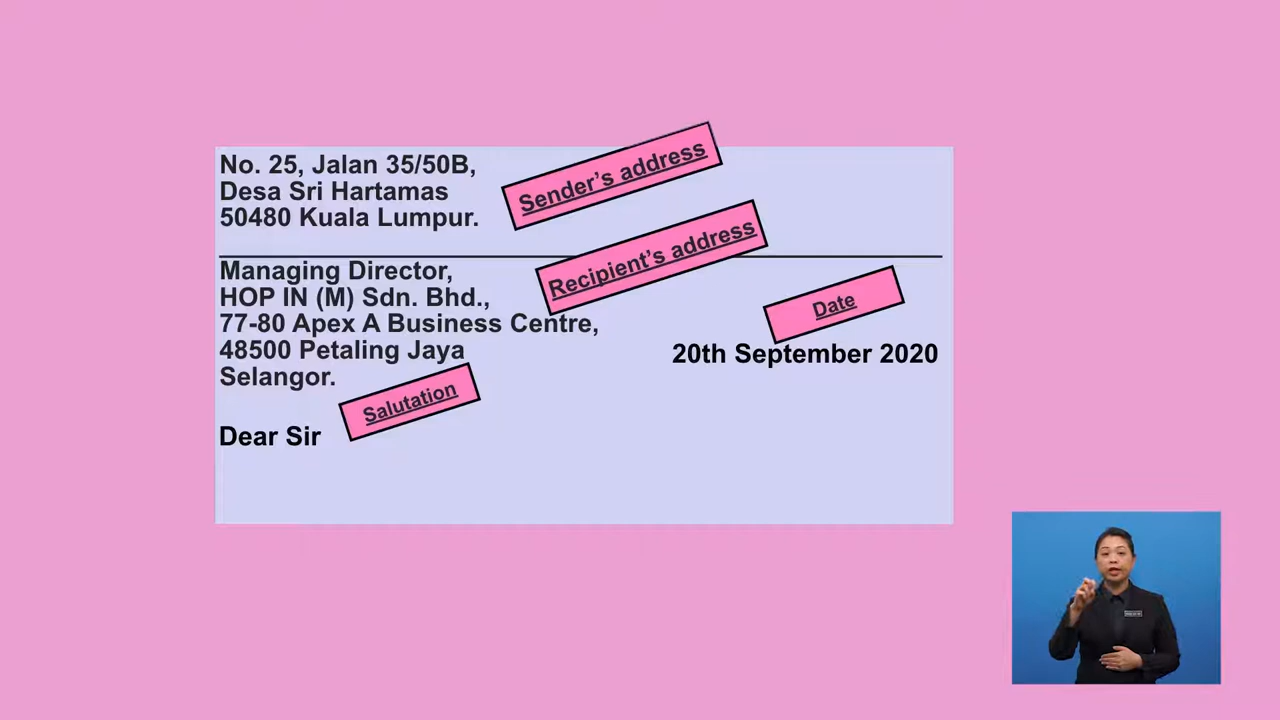 No. 25, Jalan 35/50B,
Desa Sri Hartamas
50480 Kuala Lumpur.
Sender's address
Managing Director,
HOP IN (M) Sdn. Bhd.,
77-80 Apex A Business Centre,
48500 Petaling Jaya
Selangor.
Recipient's address
Date
20th September 2020
Salutation
Dear Sir